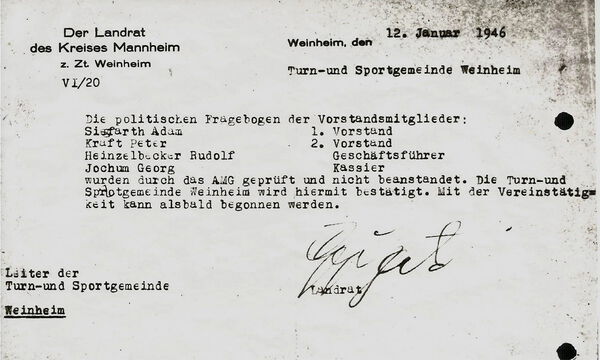 Der Landrat
des Kreises Mannheim
z. Zt Weinheim
VI/20
Weinheim, den 12. Januar 1946
Turn-und Sportgemeinde Weinheim
Die politischen Fragebogen der Vorstandsmitglieder:
Siegfarth Adam 1. Vorstand
Kraft Peter 2. Vorstand
Heinzelbecker Rudolf Geschäftsführer
Jochum Georg Kassier
wurden durch das AMG geprüft und nicht beanstandet. Die Turn-und
Sportgemeinde Weinheim wird hiermit bestätigt. Mit der Vereinstätig=
keit kann alsbald begonnen werden.
Landrat
Leiter der
Turn-und Sportgemeinde
Weinheim